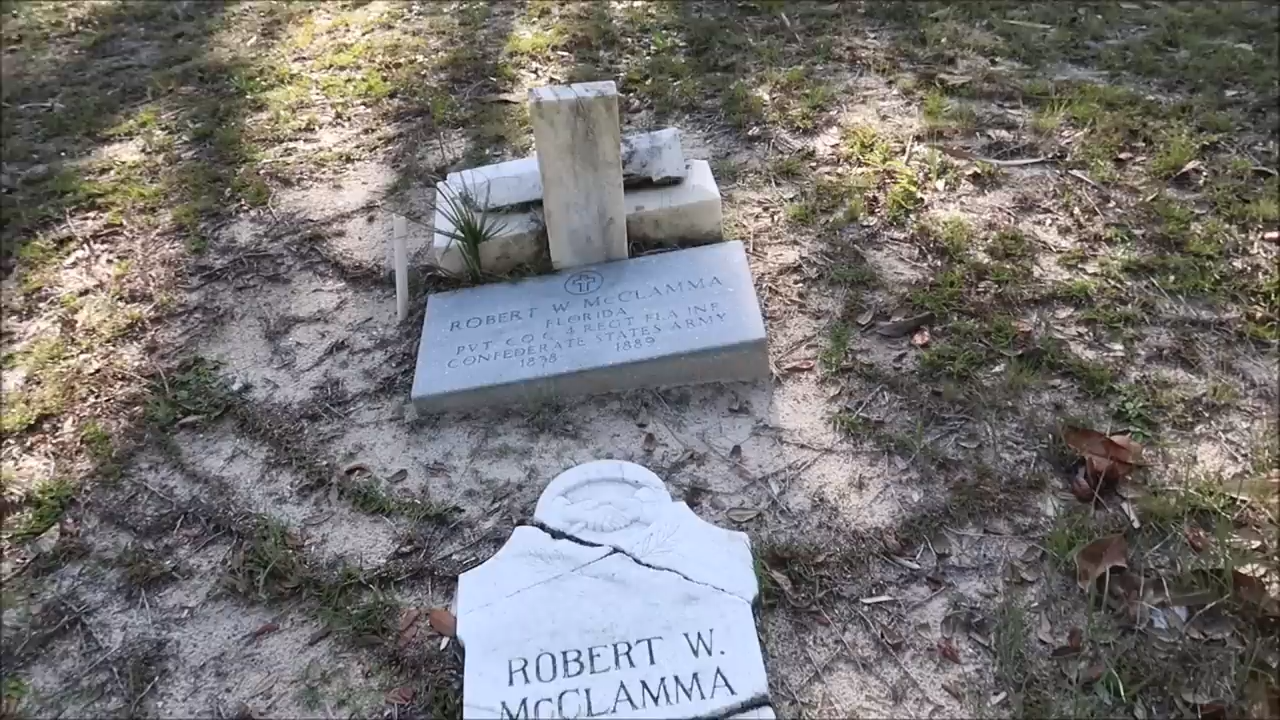 ROBERT W McCLAMMA
FLORIDA
PVT CO C 4 REGT FLA INF
CONFEDERATE STATES ARMY
1838 1889
ROBERT W.
MCCLAMMA